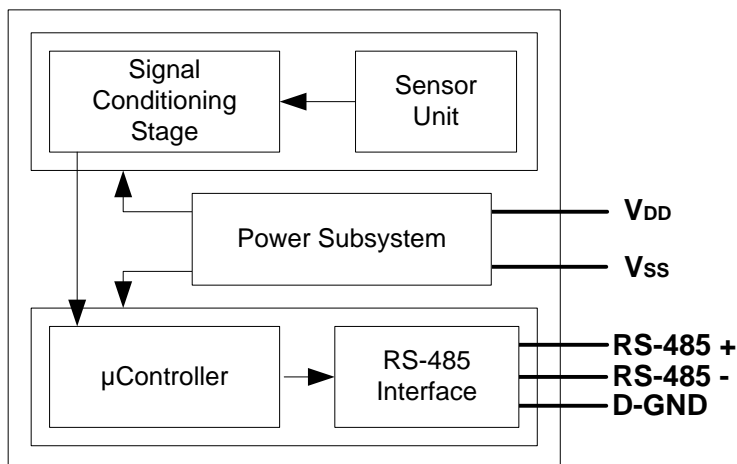 Signal
Conditioning
Stage
Sensor
Unit
Power Subsystem
VDD
VSS
µController
RS-485
Interface
RS-485 +
RS-485 -
D-GND